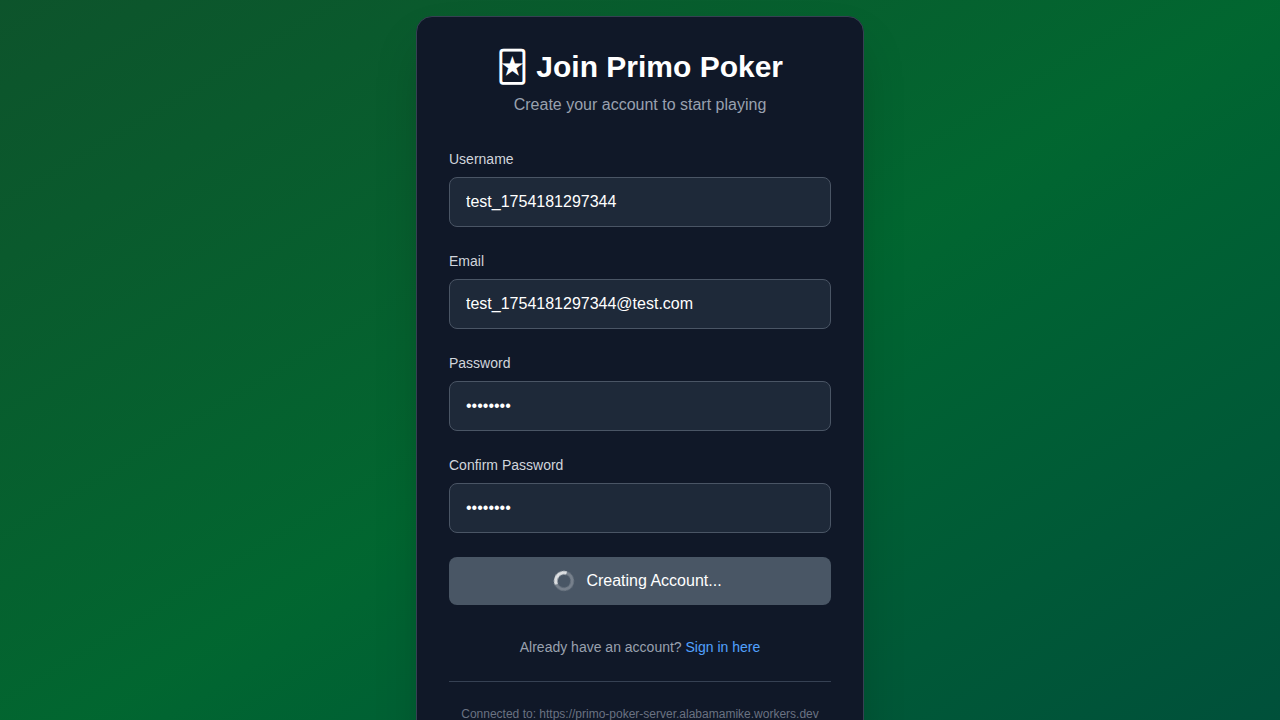 🃏 Join Primo Poker
Create your account to start playing
Username
test_1754181297344
Email
test_1754181297344@test.com
Password
••••••••
Confirm Password
••••••••
Creating Account...
Already have an account? Sign in here
Connected to: https://primo-poker-server.alabamamike.workers.dev